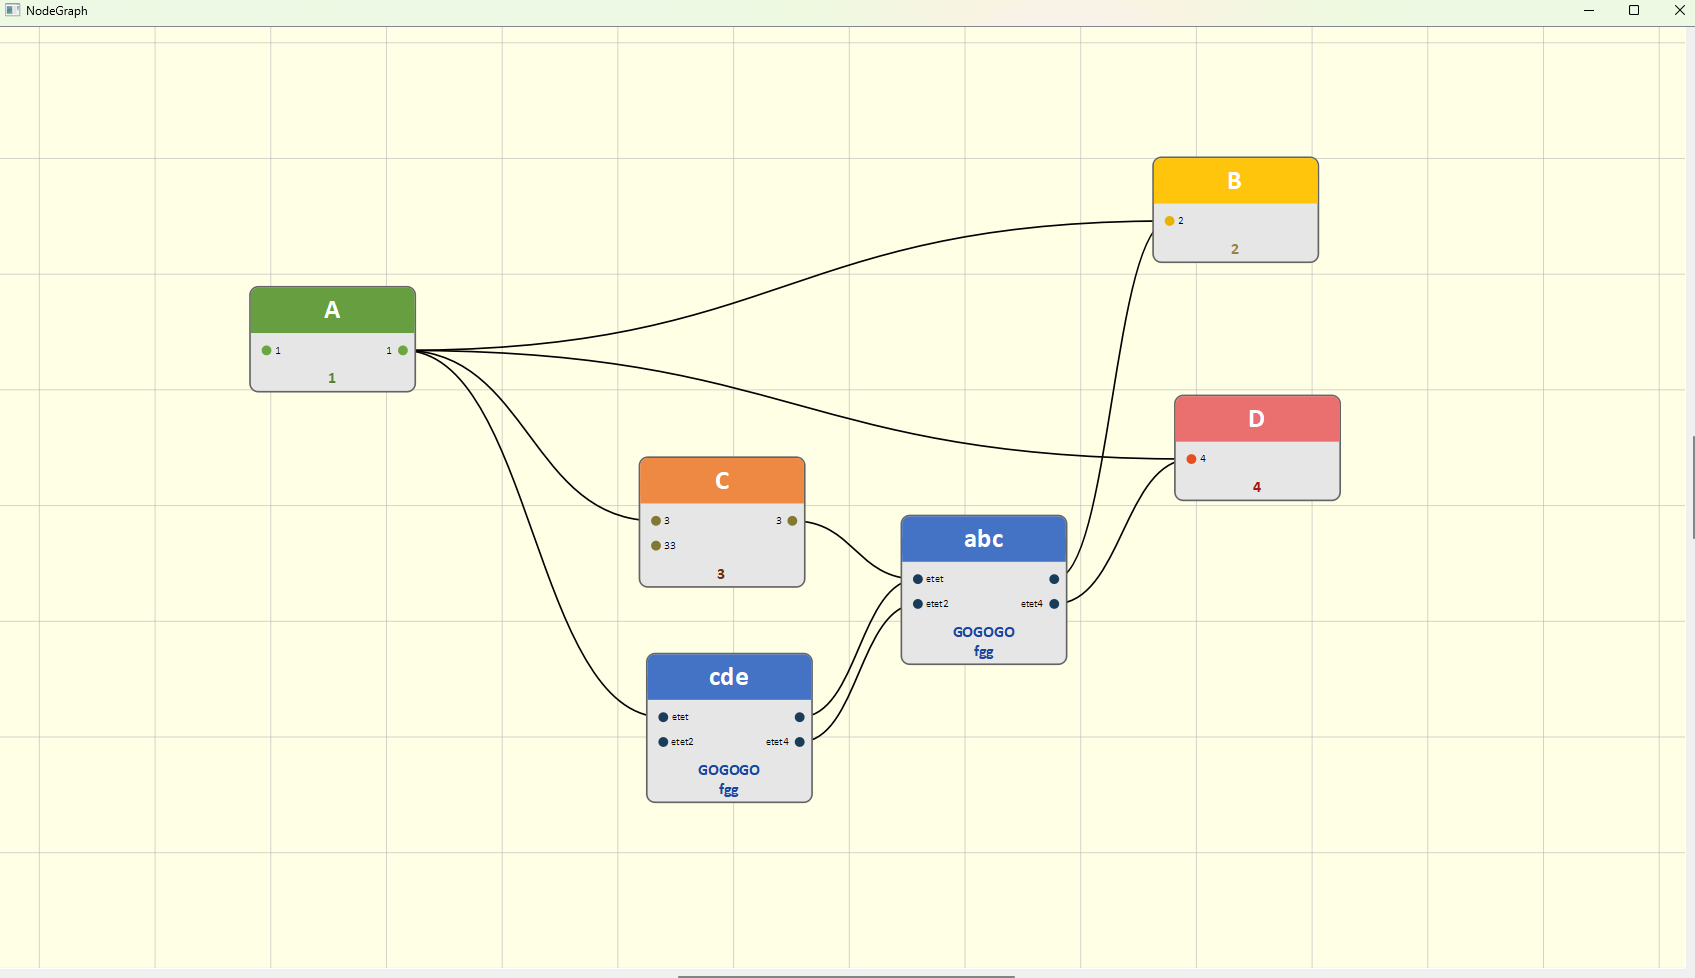 NodeGraph
B
2
2
A
1 1
1
D
4
4
C
3 3
33
3
abc
etet
etet2 etet4
GOGOGO
fgg
cde
etet
etet2 etet4
GOGOGO
fgg